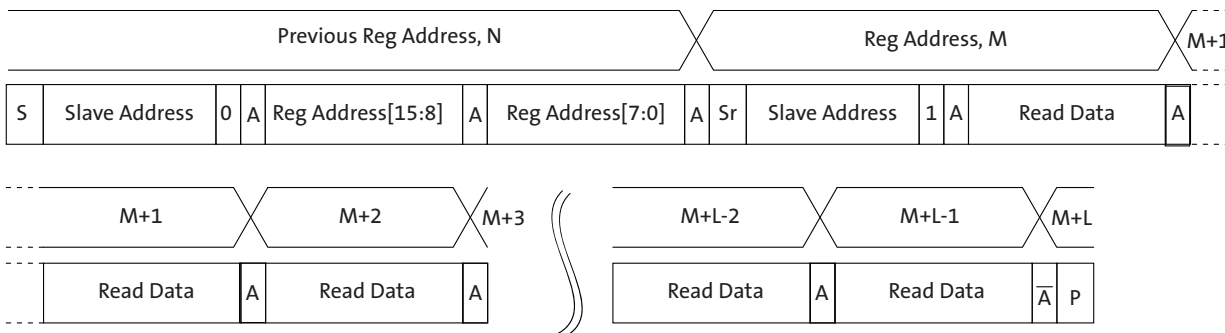 Previous Reg Address, N Reg Address, M M+1
S Slave Address 0 A Reg Address[15:8] A Reg Address[7:0] A Sr Slave Address 1 A Read Data A
M+1 M+2 M+3 M+L-2 M+L-1 M+L
Read Data A Read Data A Read Data A Read Data A̅ P